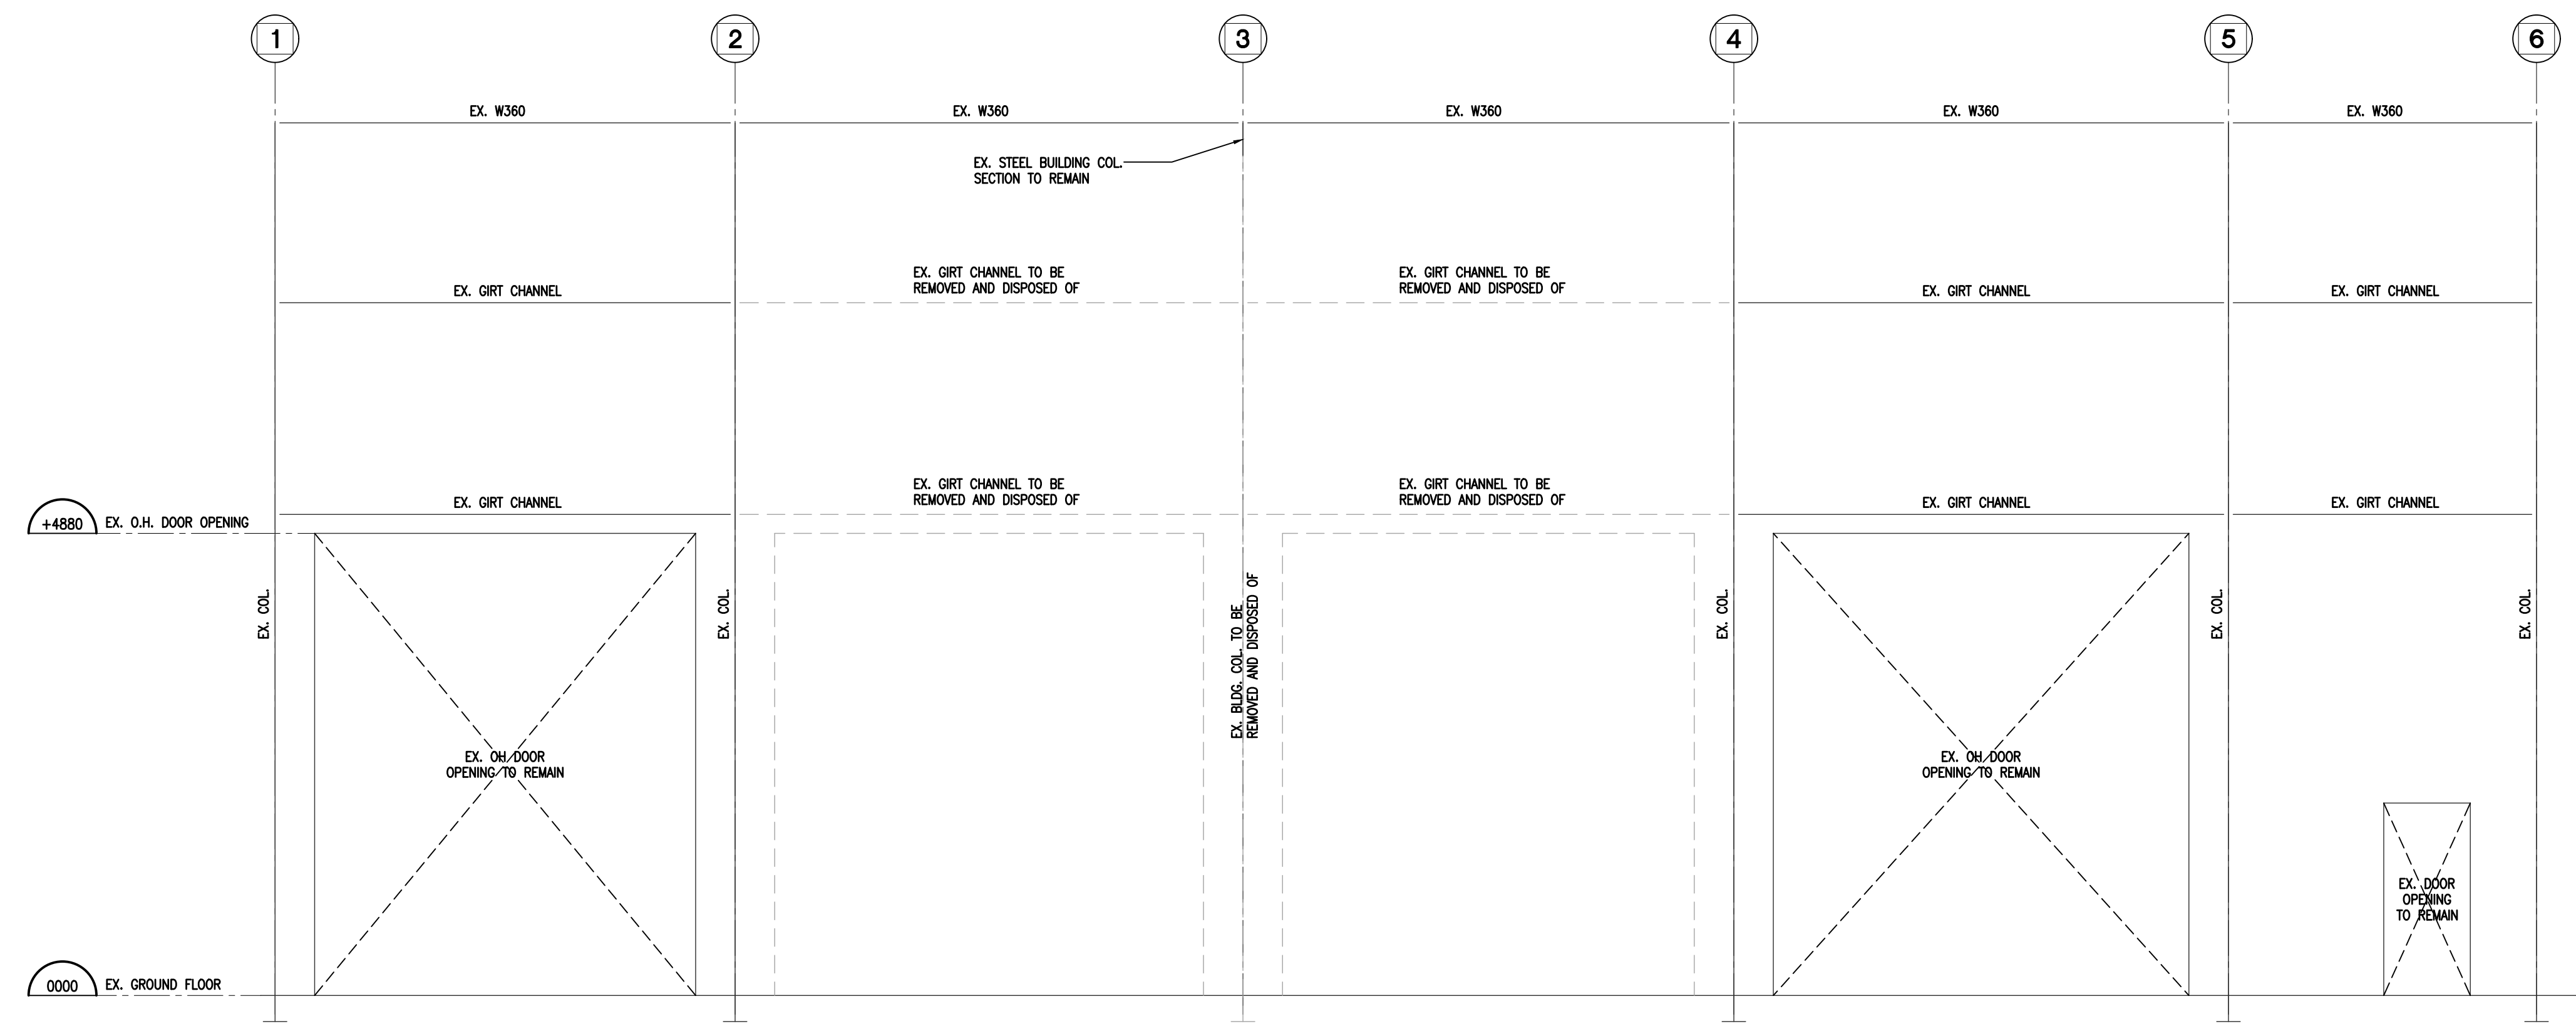 1 2 3 4 5 6
EX. W360 EX. W360 EX. W360 EX. W360 EX. W360
EX. STEEL BUILDING COL.
SECTION TO REMAIN
EX. GIRT CHANNEL TO BE
REMOVED AND DISPOSED OF
EX. GIRT CHANNEL TO BE
REMOVED AND DISPOSED OF
EX. GIRT CHANNEL
EX. GIRT CHANNEL
EX. GIRT CHANNEL
EX. GIRT CHANNEL TO BE
REMOVED AND DISPOSED OF
EX. GIRT CHANNEL TO BE
REMOVED AND DISPOSED OF
EX. GIRT CHANNEL
EX. GIRT CHANNEL
EX. GIRT CHANNEL
+4880 EX. O.H. DOOR OPENING
EX. COL.
EX. COL.
EX. BLDG. COL. TO BE
REMOVED AND DISPOSED OF
EX. COL.
EX. COL.
EX. COL.
EX. OH DOOR
OPENING TO REMAIN
EX. OH DOOR
OPENING TO REMAIN
EX. DOOR
OPENING
TO REMAIN
0000 EX. GROUND FLOOR